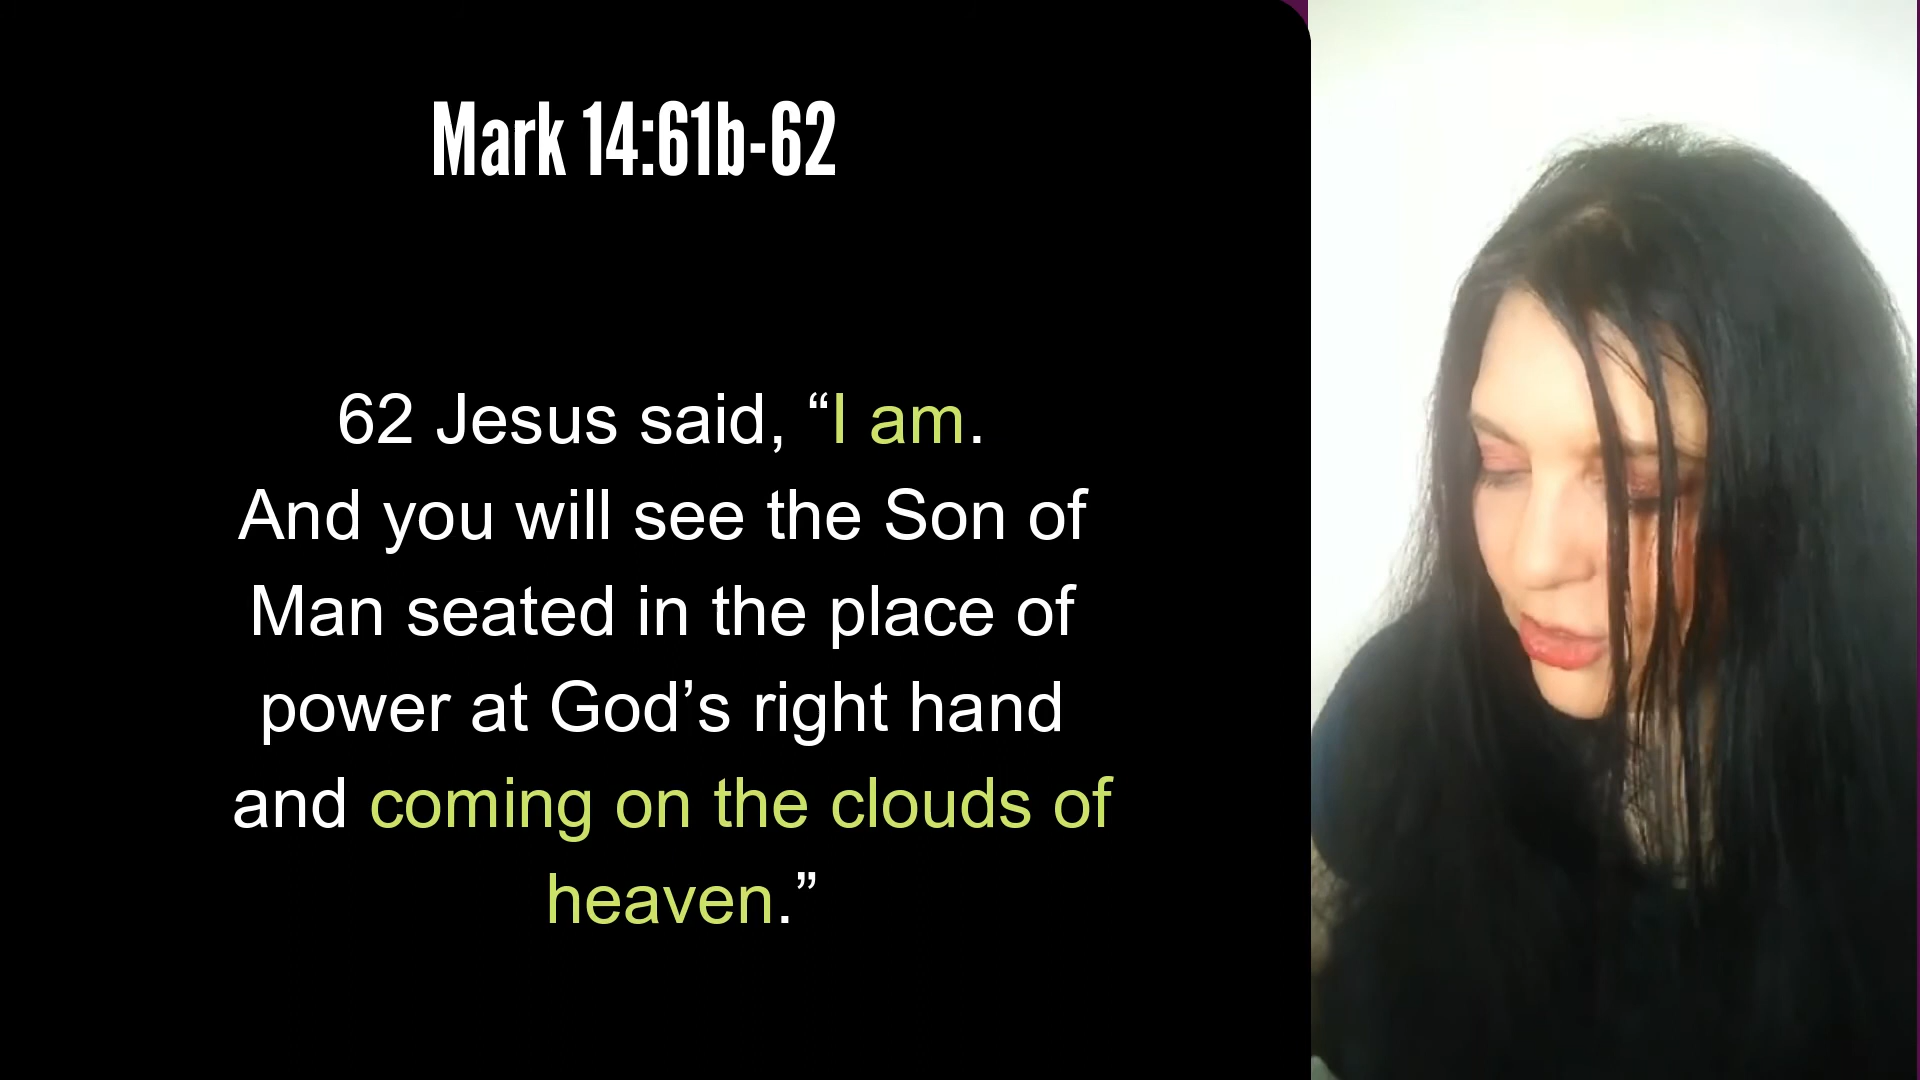 Mark 14:61b-62
62 Jesus said, “I am.
And you will see the Son of
Man seated in the place of
power at God’s right hand
and coming on the clouds of
heaven.”